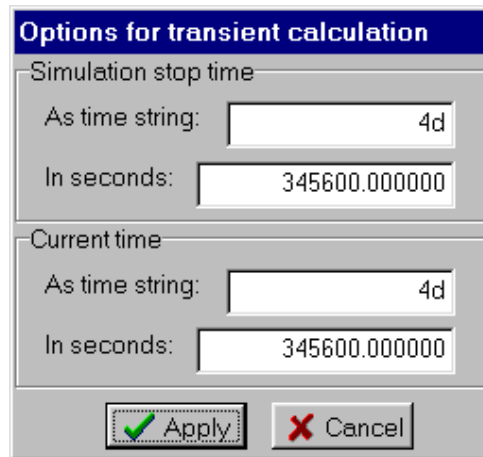 Options for transient calculation
Simulation stop time
As time string: 4d
In seconds: 345600.000000
Current time
As time string: 4d
In seconds: 345600.000000
Apply Cancel